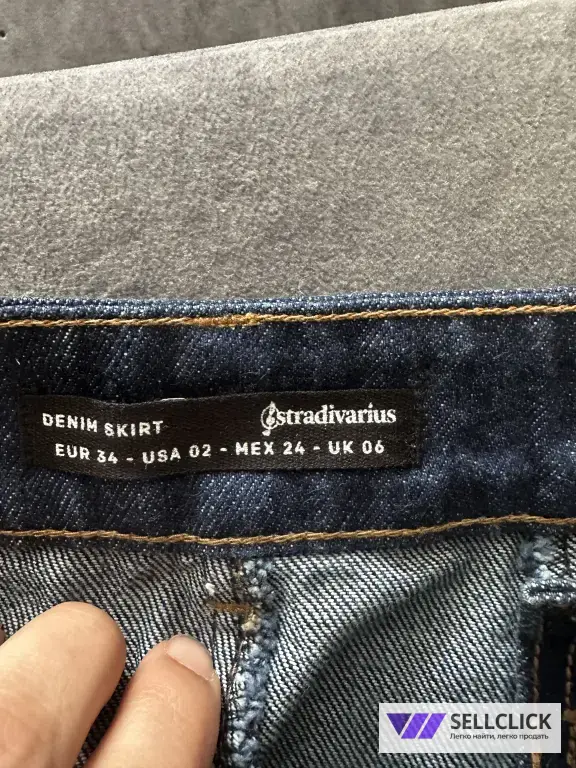 DENIM SKIRT
stradivarius
EUR 34 - USA 02 - MEX 24 - UK 06
SELLCLICK
Легко найти, легко продать